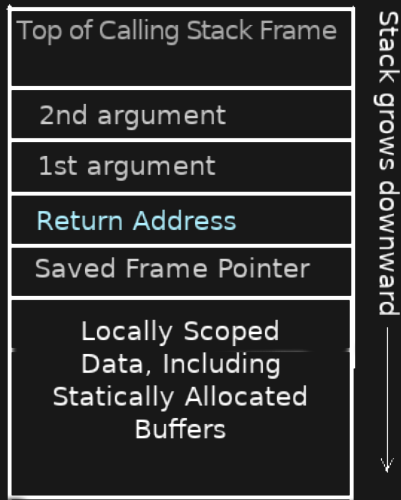 Top of Calling Stack Frame
2nd argument
1st argument
Return Address
Saved Frame Pointer
Locally Scoped
Data, Including
Statically Allocated
Buffers
Stack grows downward